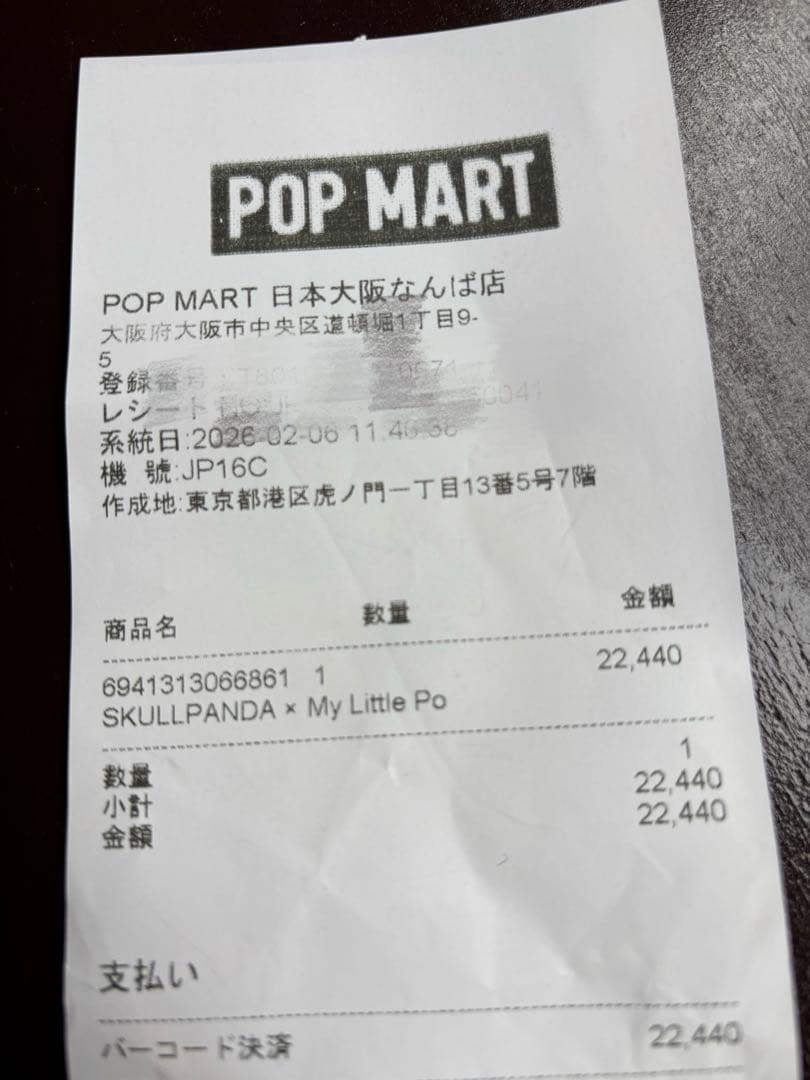 POP MART
POP MART 日本大阪なんば店
大阪府大阪市中央区道頓堀1丁目9-
5
登録番号:
レシート
系統日:2026-02-06 11:46:
機 號:JP16C
作成地:東京都港区虎ノ門一丁目13番5号7階
商品名 数量 金額
6941313066861 1 22,440
SKULLPANDA × My Little Po
数量 1
小計 22,440
金額 22,440
支払い
バーコード決済 22,440